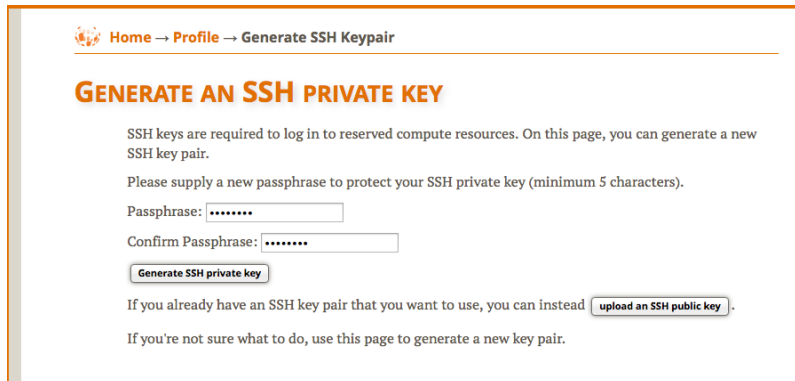 Home → Profile → Generate SSH Keypair
GENERATE AN SSH PRIVATE KEY
SSH keys are required to log in to reserved compute resources. On this page, you can generate a new
SSH key pair.
Please supply a new passphrase to protect your SSH private key (minimum 5 characters).
Passphrase: ••••••••
Confirm Passphrase: ••••••••
Generate SSH private key
If you already have an SSH key pair that you want to use, you can instead upload an SSH public key .
If you're not sure what to do, use this page to generate a new key pair.